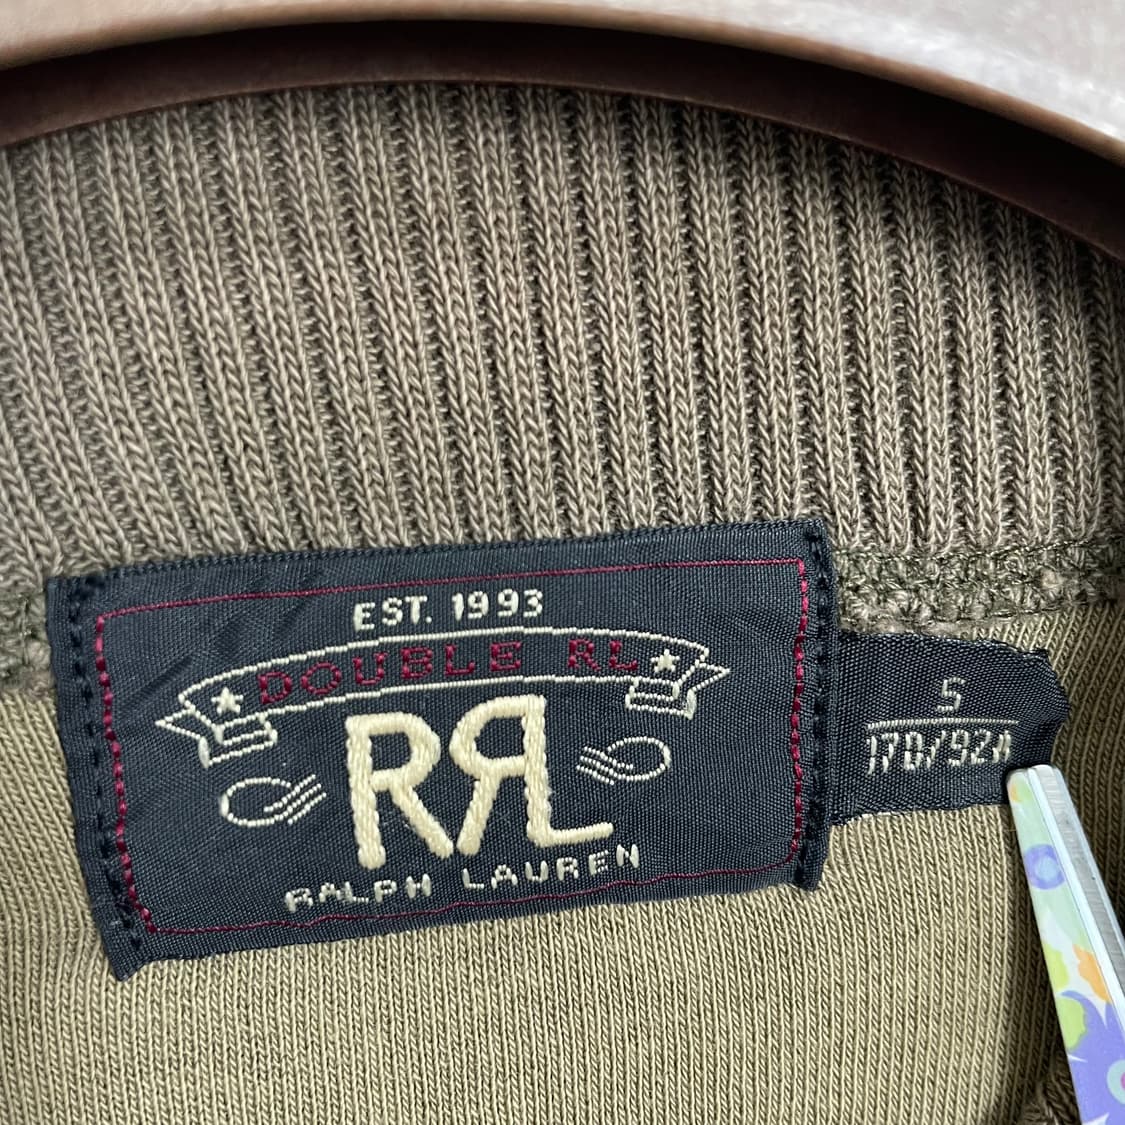 EST. 1993
DOUBLE RL
RRL
RALPH LAUREN
S
170/92A